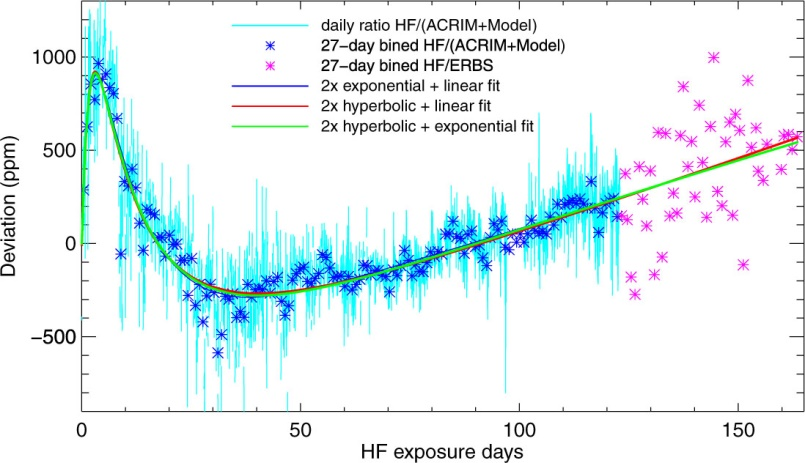 daily ratio HF/(ACRIM+Model)
27-day bined HF/(ACRIM+Model)
27-day bined HF/ERBS
2x exponential + linear fit
2x hyperbolic + linear fit
2x hyperbolic + exponential fit
1000
500
0
−500
Deviation (ppm)
0 50 100 150
HF exposure days